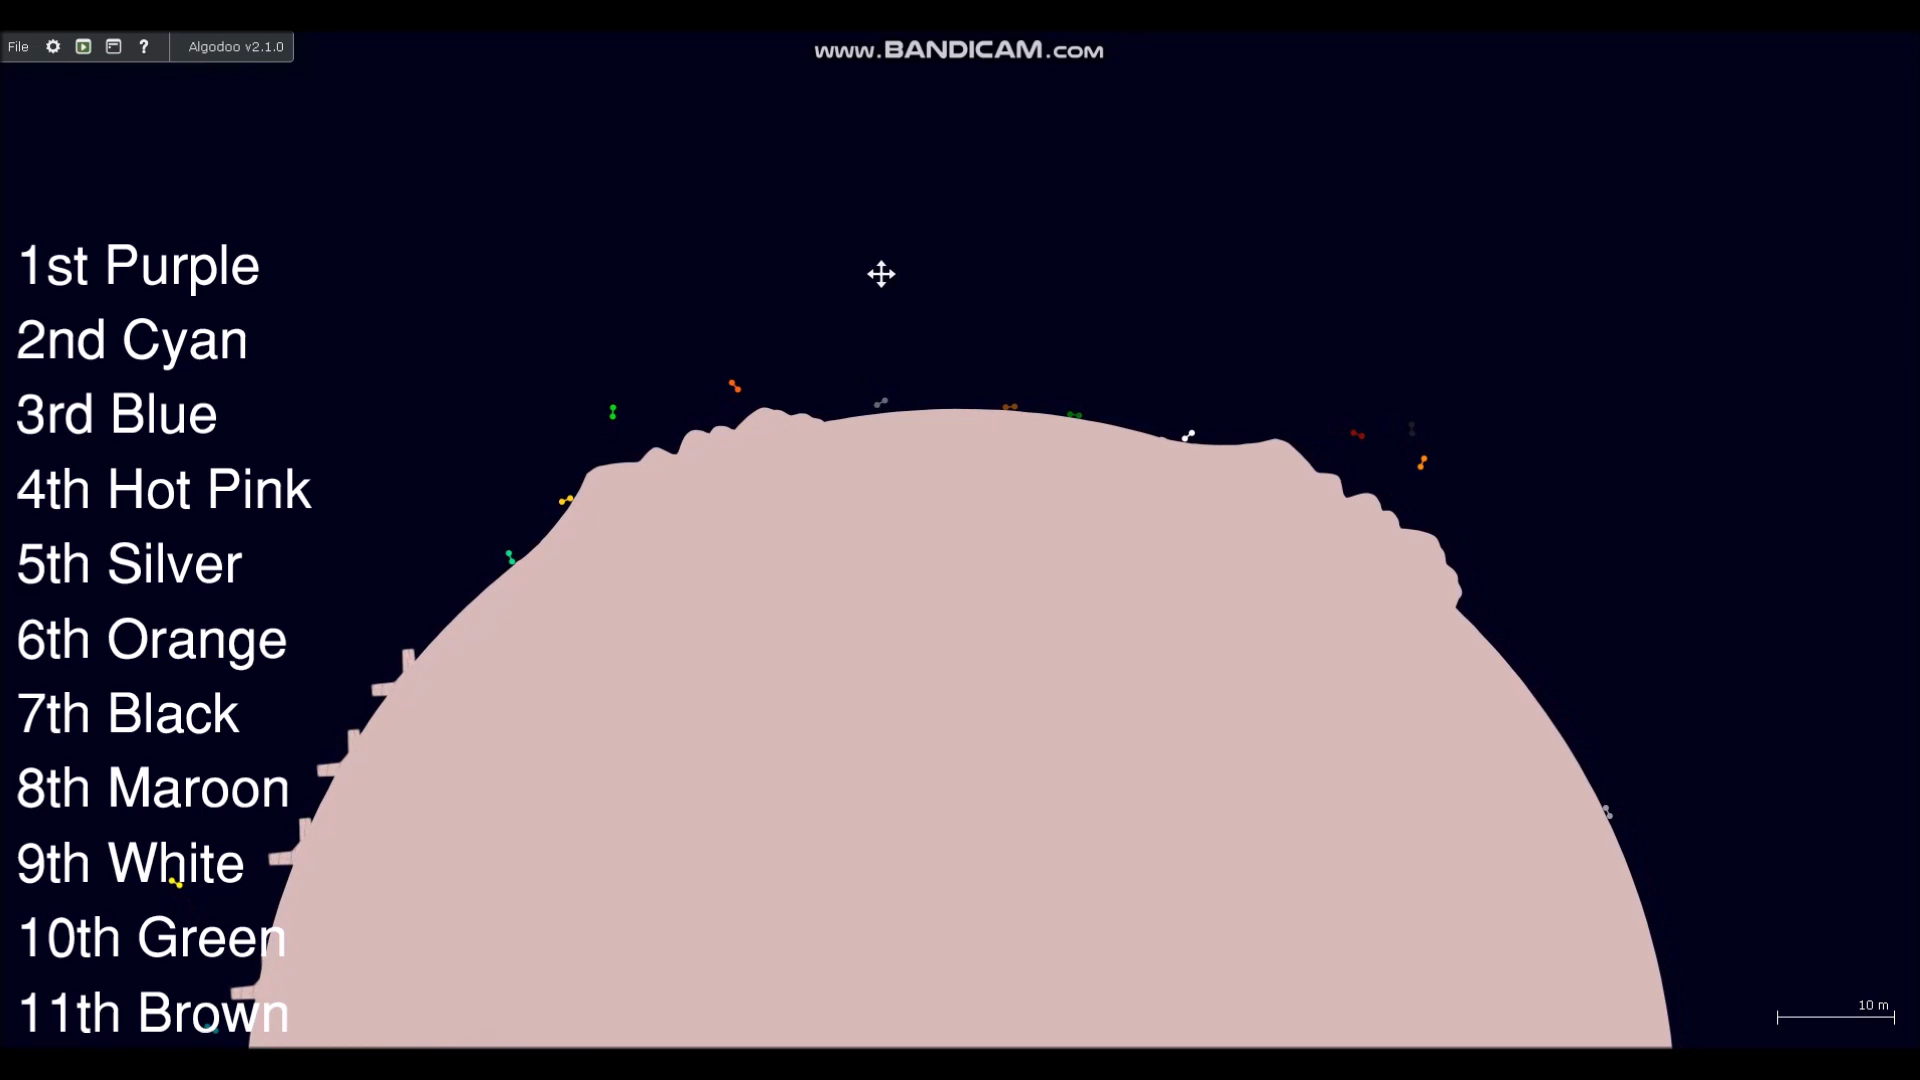 File ? Algodoo v2.1.0
www.BANDICAM.com
1st Purple
2nd Cyan
3rd Blue
4th Hot Pink
5th Silver
6th Orange
7th Black
8th Maroon
9th White
10th Green
11th Brown
10 m